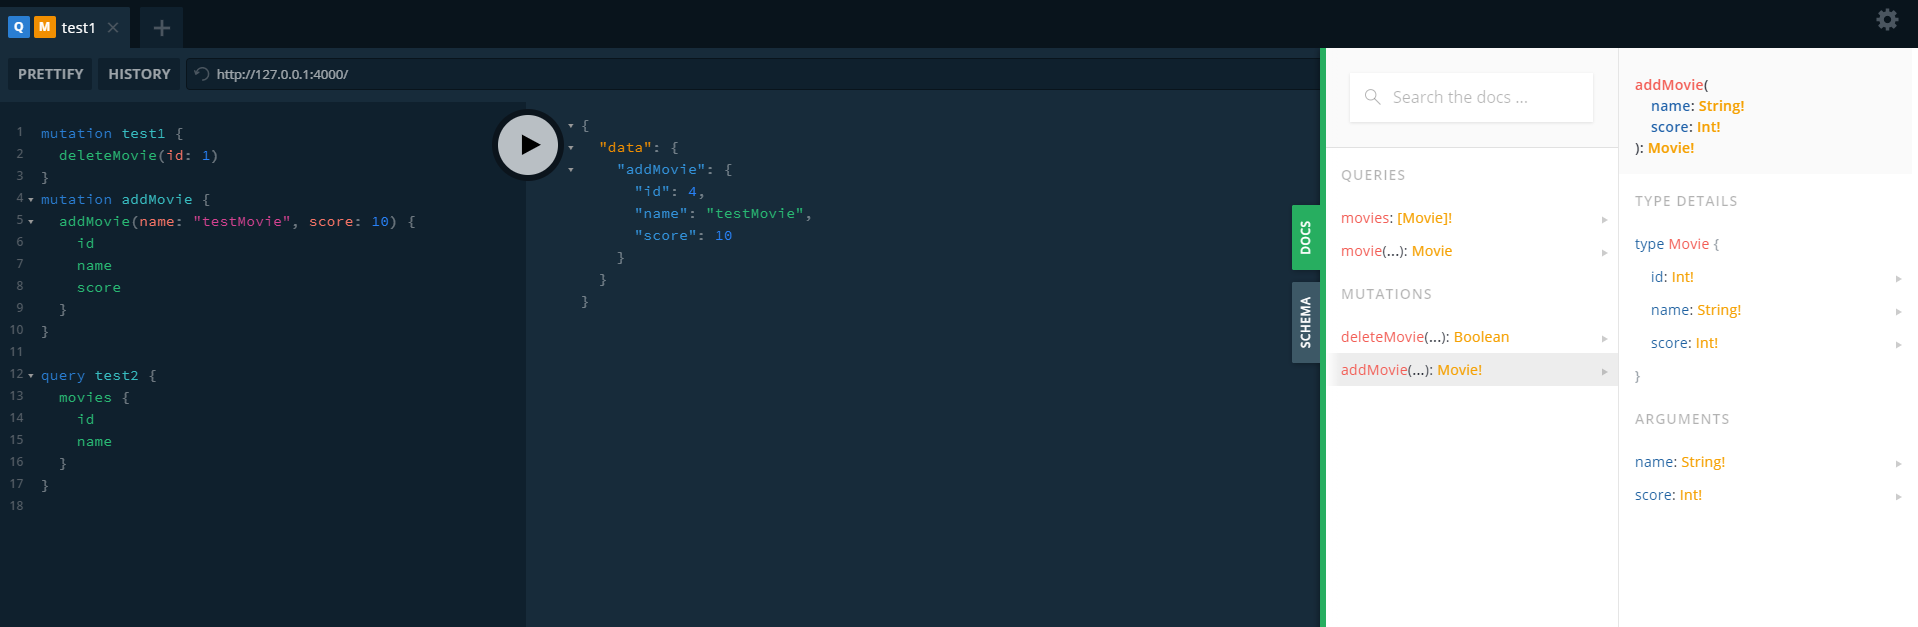 Q M test1 × +
PRETTIFY HISTORY http://127.0.0.1:4000/
1 mutation test1 {
2 deleteMovie(id: 1)
3 }
4 mutation addMovie {
5 addMovie(name: "testMovie", score: 10) {
6 id
7 name
8 score
9 }
10 }
11
12 query test2 {
13 movies {
14 id
15 name
16 }
17 }
18
{
"data": {
"addMovie": {
"id": 4,
"name": "testMovie",
"score": 10
}
}
}
DOCS
SCHEMA
Search the docs ...
QUERIES
movies: [Movie]!
movie(...): Movie
MUTATIONS
deleteMovie(...): Boolean
addMovie(...): Movie!
addMovie(
name: String!
score: Int!
): Movie!
TYPE DETAILS
type Movie {
id: Int!
name: String!
score: Int!
}
ARGUMENTS
name: String!
score: Int!